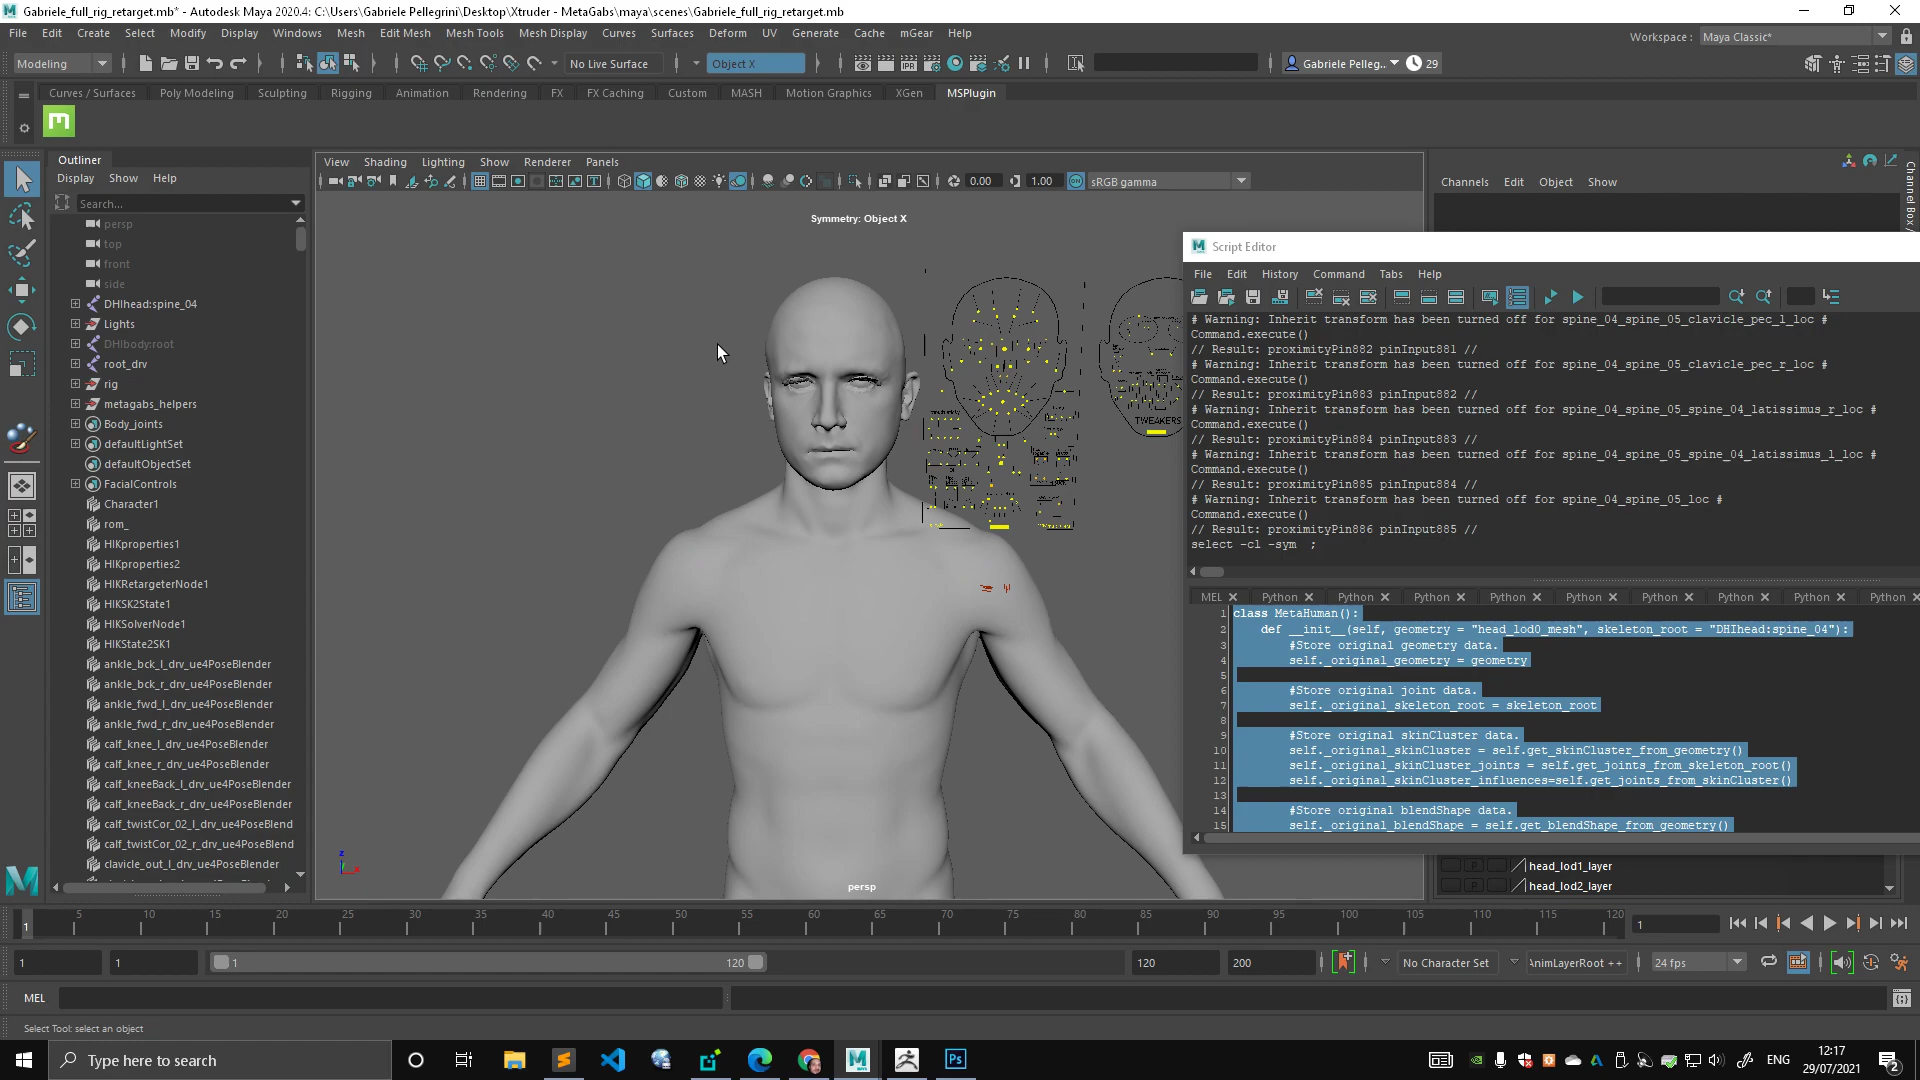 Gabriele_full_rig_retarget.mb* - Autodesk Maya 2020.4: C:\Users\Gabriele Pellegrini\Desktop\Xtruder - MetaGabs\maya\scenes\Gabriele_full_rig_retarget.mb
File Edit Create Select Modify Display Windows Mesh Edit Mesh Mesh Tools Mesh Display Curves Surfaces Deform UV Generate Cache mGear Help
Workspace : Maya Classic*
Modeling No Live Surface Object X Gabriele Pelleg... 29
Curves / Surfaces Poly Modeling Sculpting Rigging Animation Rendering FX FX Caching Custom MASH Motion Graphics XGen MSPlugin
Outliner
Display Show Help
Search...
persp
top
front
side
DHIhead:spine_04
Lights
DHIbody:root
root_drv
rig
metagabs_helpers
Body_joints
defaultLightSet
defaultObjectSet
FacialControls
Character1
rom_
HIKproperties1
HIKproperties2
HIKRetargeterNode1
HIKSK2State1
HIKSolverNode1
HIKState2SK1
ankle_bck_l_drv_ue4PoseBlender
ankle_bck_r_drv_ue4PoseBlender
ankle_fwd_l_drv_ue4PoseBlender
ankle_fwd_r_drv_ue4PoseBlender
calf_knee_l_drv_ue4PoseBlender
calf_knee_r_drv_ue4PoseBlender
calf_kneeBack_l_drv_ue4PoseBlender
calf_kneeBack_r_drv_ue4PoseBlender
calf_twistCor_02_l_drv_ue4PoseBlend
calf_twistCor_02_r_drv_ue4PoseBlend
clavicle_out_l_drv_ue4PoseBlender
View Shading Lighting Show Renderer Panels
0.00 1.00 sRGB gamma
Symmetry: Object X
TWEAKERS
persp
Channels Edit Object Show
Channel Box /
Script Editor
File Edit History Command Tabs Help
# Warning: Inherit transform has been turned off for spine_04_spine_05_clavicle_pec_l_loc #
Command.execute()
// Result: proximityPin882 pinInput881 //
# Warning: Inherit transform has been turned off for spine_04_spine_05_clavicle_pec_r_loc #
Command.execute()
// Result: proximityPin883 pinInput882 //
# Warning: Inherit transform has been turned off for spine_04_spine_05_spine_04_latissimus_r_loc #
Command.execute()
// Result: proximityPin884 pinInput883 //
# Warning: Inherit transform has been turned off for spine_04_spine_05_spine_04_latissimus_l_loc #
Command.execute()
// Result: proximityPin885 pinInput884 //
# Warning: Inherit transform has been turned off for spine_04_spine_05_loc #
Command.execute()
// Result: proximityPin886 pinInput885 //
select -cl -sym ;
MEL Python Python Python Python Python Python Python Python Python
1 class MetaHuman():
2 def __init__(self, geometry = "head_lod0_mesh", skeleton_root = "DHIhead:spine_04"):
3 #Store original geometry data.
4 self._original_geometry = geometry
5
6 #Store original joint data.
7 self._original_skeleton_root = skeleton_root
8
9 #Store original skinCluster data.
10 self._original_skinCluster = self.get_skinCluster_from_geometry()
11 self._original_skinCluster_joints = self.get_joints_from_skeleton_root()
12 self._original_skinCluster_influences=self.get_joints_from_skinCluster()
13
14 #Store original blendShape data.
15 self._original_blendShape = self.get_blendShape_from_geometry()
P head_lod1_layer
P head_lod2_layer
1 5 10 15 20 25 30 35 40 45 50 55 60 65 70 75 80 85 90 95 100 105 110 115 120 1
1 1 1 120 120 200 No Character Set AnimLayerRoot ++ 24 fps
MEL
Select Tool: select an object
Type here to search
Ps
ENG
12:17
29/07/2021
2